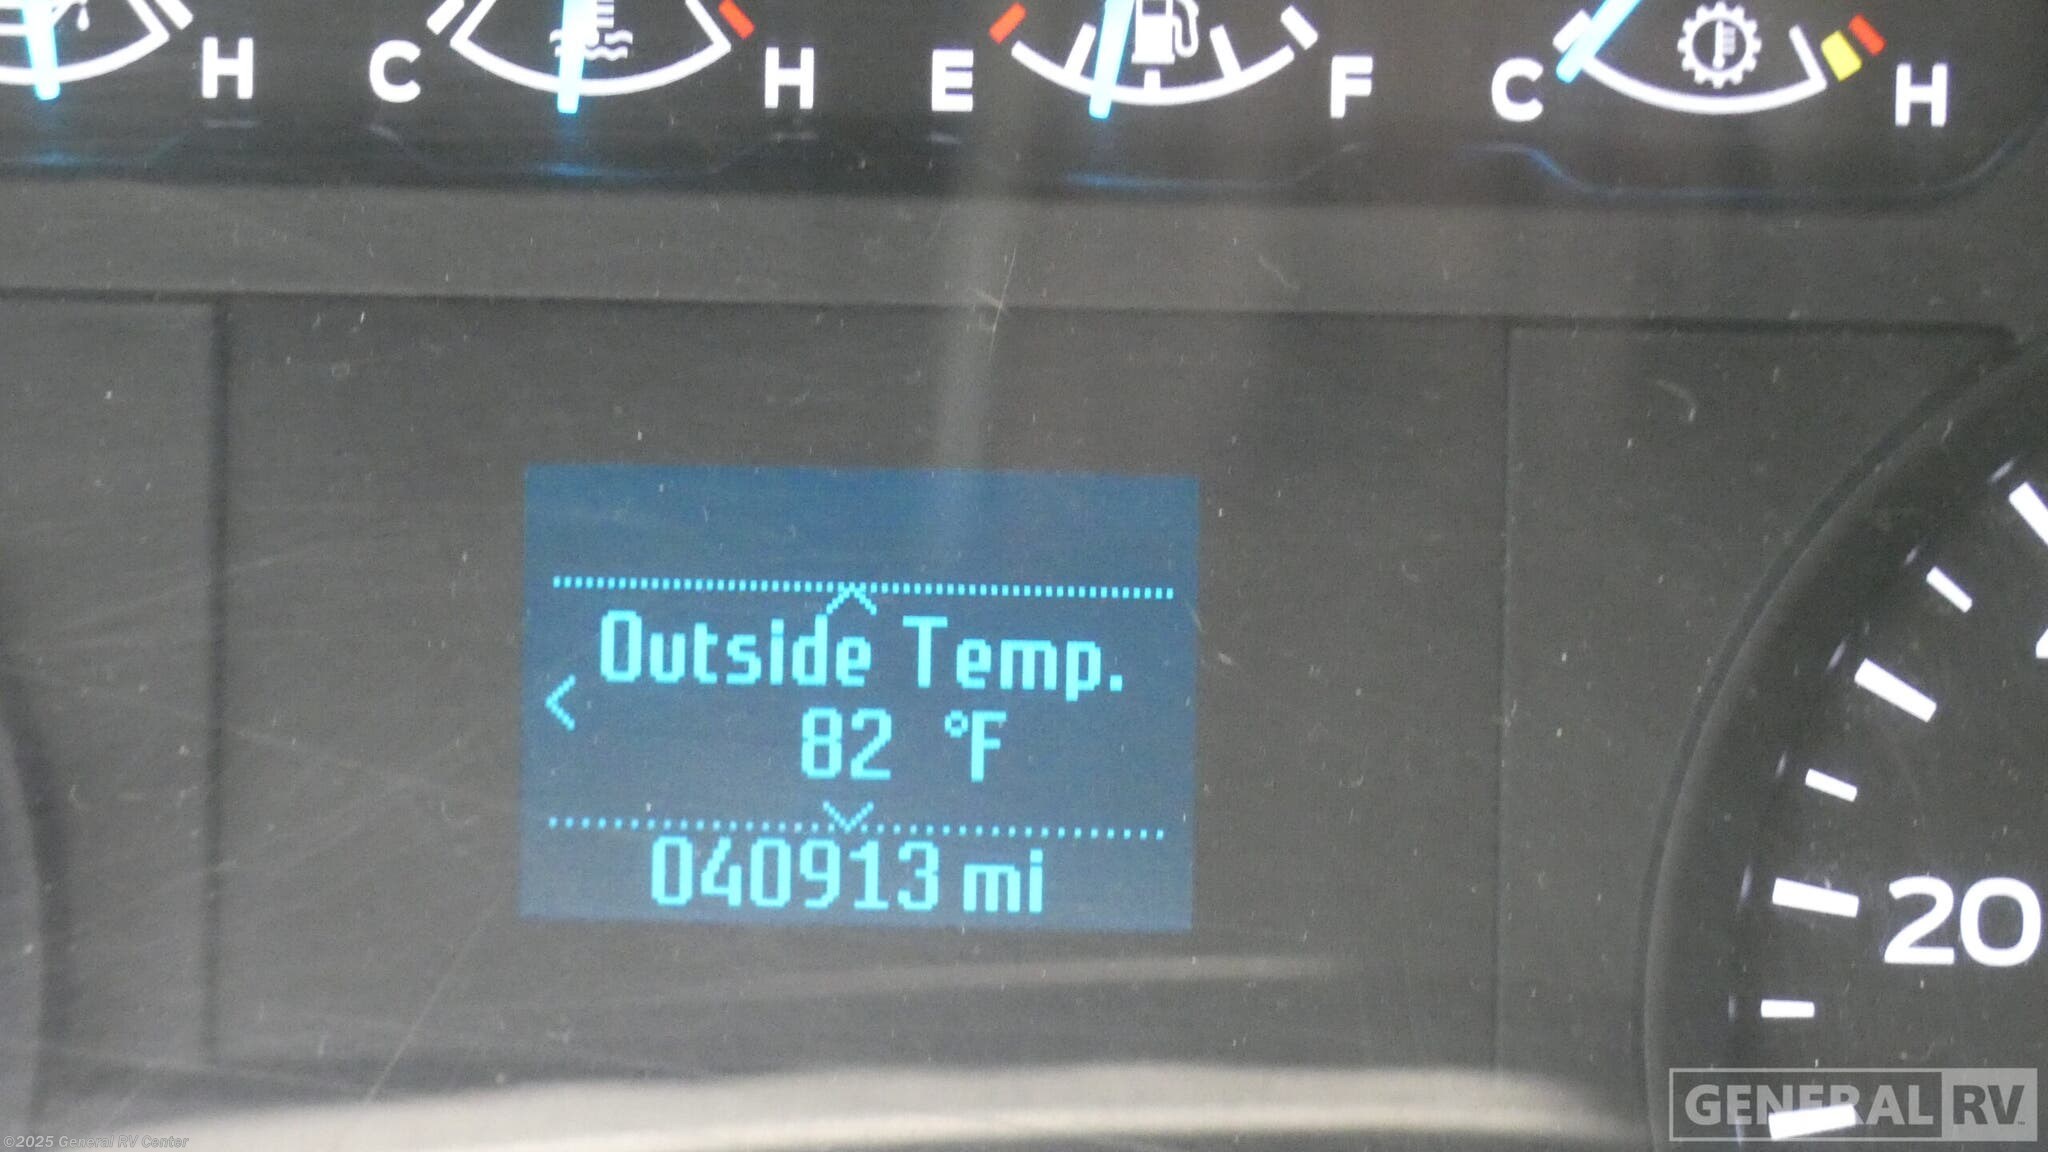 H C H E F C H
Outside Temp.
82 °F
040913 mi
20
GENERAL RV
©2025 General RV Center